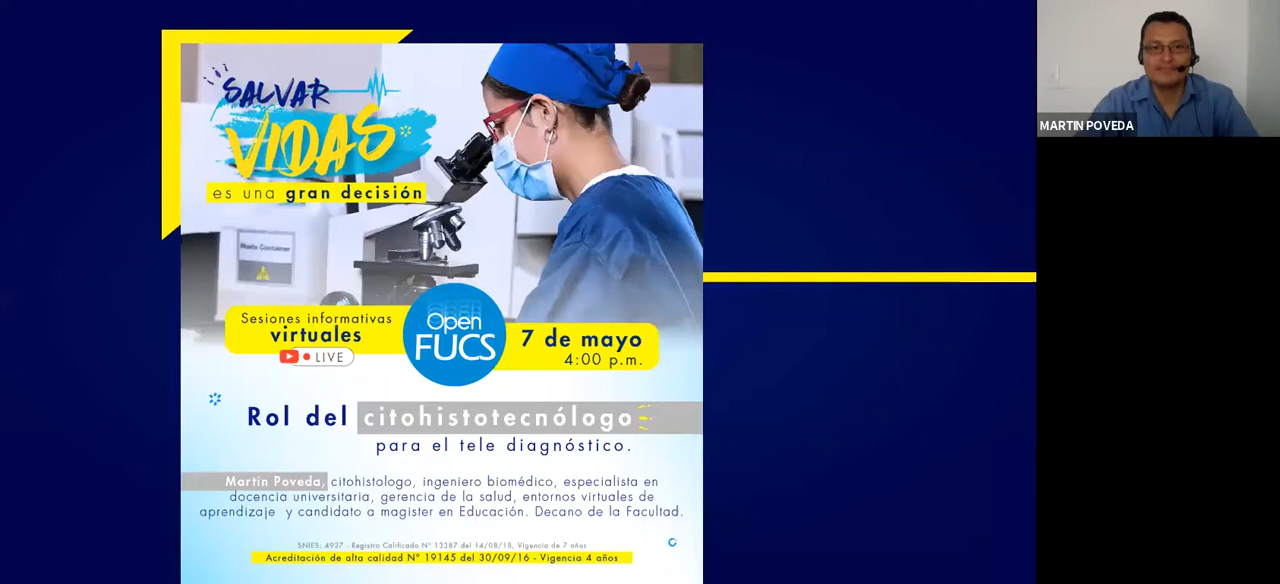 SALVAR
VIDAS
es una gran decisión
Waste Container
Sesiones informativas
virtuales
LIVE
Open
FUCS
7 de mayo
4:00 p.m.
Rol del citohistotecnólogo
para el tele diagnóstico.
Martín Poveda, citohistologo, ingeniero biomédico, especialista en
docencia universitaria, gerencia de la salud, entornos virtuales de
aprendizaje y candidato a magister en Educación. Decano de la Facultad.
SNIES: 4937 - Registro Calificado N° 13387 del 14/08/18, Vigencia de 7 años
Acreditación de alta calidad N° 19145 del 30/09/16 - Vigencia 4 años
MARTIN POVEDA